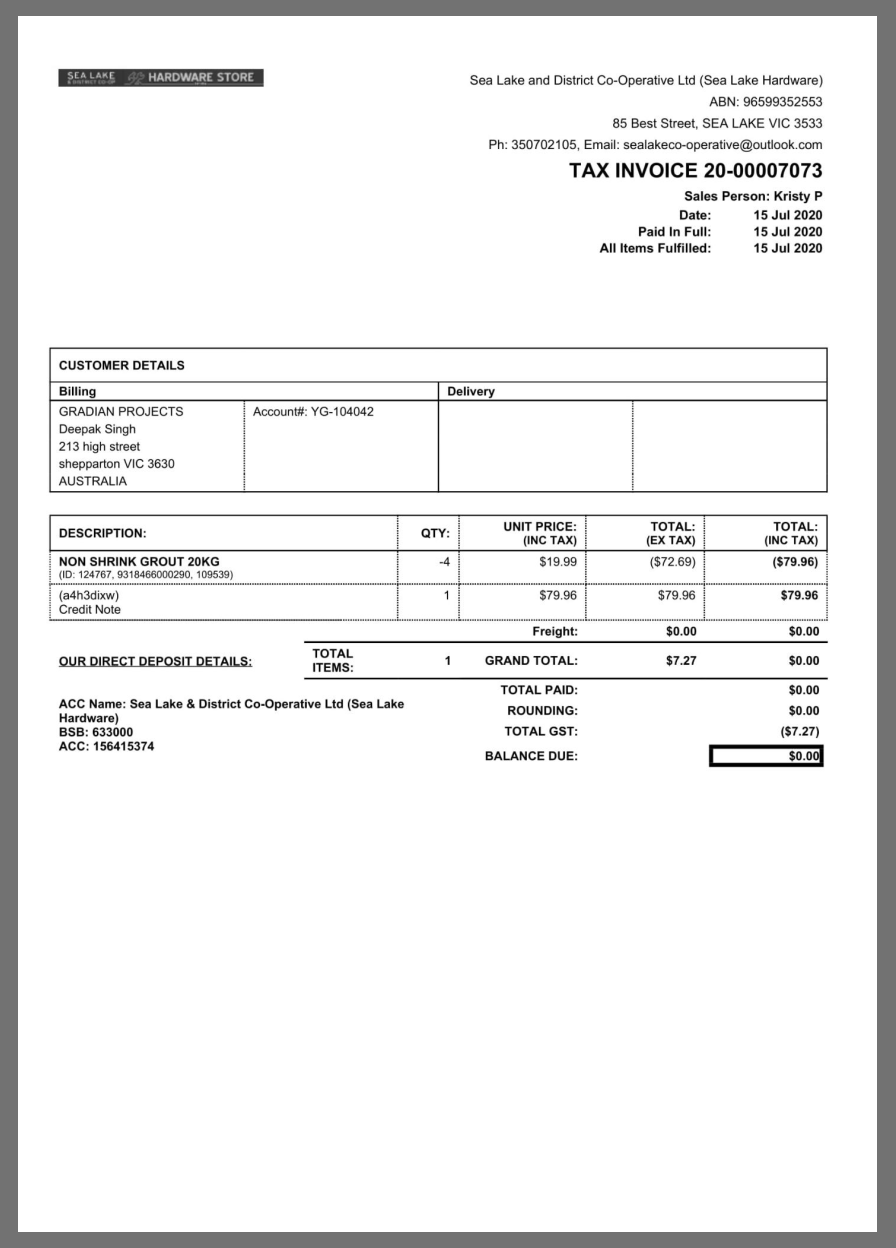 SEA LAKE HARDWARE STORE
& DISTRICT CO-OP
Sea Lake and District Co-Operative Ltd (Sea Lake Hardware)
ABN: 96599352553
85 Best Street, SEA LAKE VIC 3533
Ph: 350702105, Email: sealakeco-operative@outlook.com
TAX INVOICE 20-00007073
Sales Person: Kristy P
Date: 15 Jul 2020
Paid In Full: 15 Jul 2020
All Items Fulfilled: 15 Jul 2020
CUSTOMER DETAILS
Billing Delivery
GRADIAN PROJECTS Account#: YG-104042
Deepak Singh
213 high street
shepparton VIC 3630
AUSTRALIA
DESCRIPTION: QTY: UNIT PRICE: (INC TAX) TOTAL: (EX TAX) TOTAL: (INC TAX)
NON SHRINK GROUT 20KG -4 $19.99 ($72.69) ($79.96)
(ID: 124767, 9318466000290, 109539)
(a4h3dixw) 1 $79.96 $79.96 $79.96
Credit Note
Freight: $0.00 $0.00
OUR DIRECT DEPOSIT DETAILS: TOTAL ITEMS: 1 GRAND TOTAL: $7.27 $0.00
TOTAL PAID: $0.00
ACC Name: Sea Lake & District Co-Operative Ltd (Sea Lake
Hardware)
BSB: 633000
ACC: 156415374
ROUNDING: $0.00
TOTAL GST: ($7.27)
BALANCE DUE: $0.00